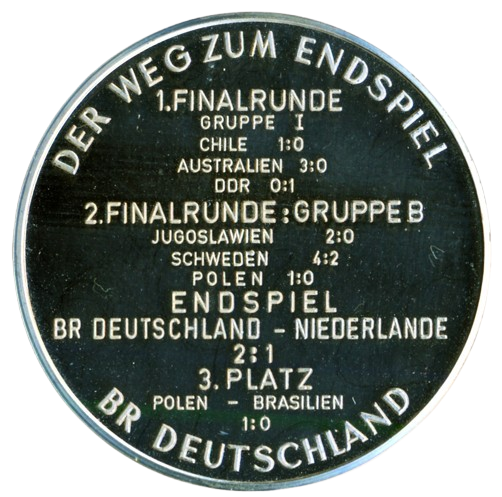 DER WEG ZUM ENDSPIEL
1.FINALRUNDE
GRUPPE I
CHILE 1:0
AUSTRALIEN 3:0
DDR 0:1
2.FINALRUNDE:GRUPPE B
JUGOSLAWIEN 2:0
SCHWEDEN 4:2
POLEN 1:0
ENDSPIEL
BR DEUTSCHLAND - NIEDERLANDE
2:1
3.PLATZ
POLEN - BRASILIEN
1:0
BR DEUTSCHLAND